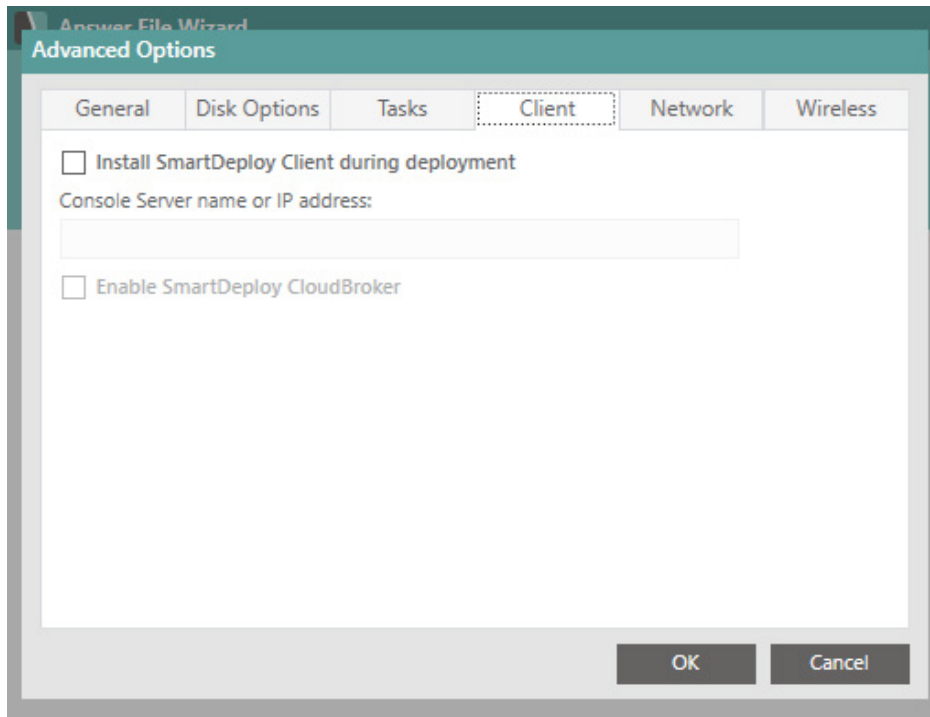 Answer File Wizard
Advanced Options
General Disk Options Tasks Client Network Wireless
Install SmartDeploy Client during deployment
Console Server name or IP address:
Enable SmartDeploy CloudBroker
OK Cancel